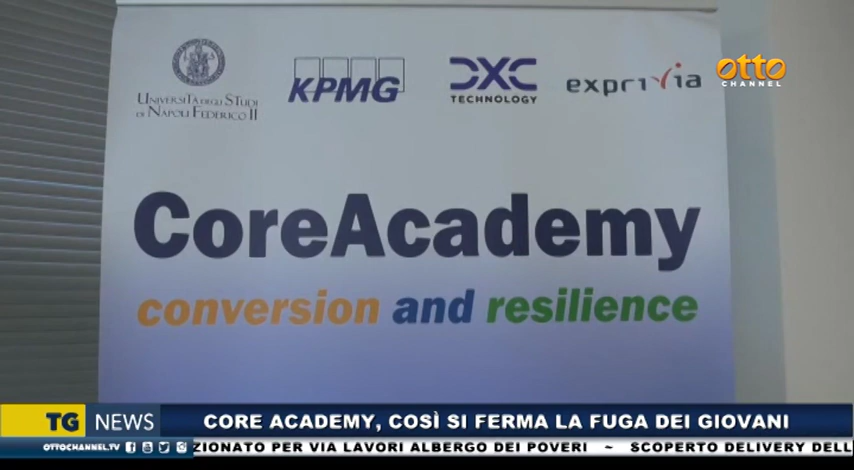 UNIVERSITÀ DEGLI STUDI
DI NAPOLI FEDERICO II
KPMG
DXC
TECHNOLOGY
exprivia
otto
CHANNEL
CoreAcademy
conversion and resilience
TG NEWS
CORE ACADEMY, COSÌ SI FERMA LA FUGA DEI GIOVANI
OTTOCHANNEL.TV
ZIONATO PER VIA LAVORI ALBERGO DEI POVERI ~ SCOPERTO DELIVERY DELL